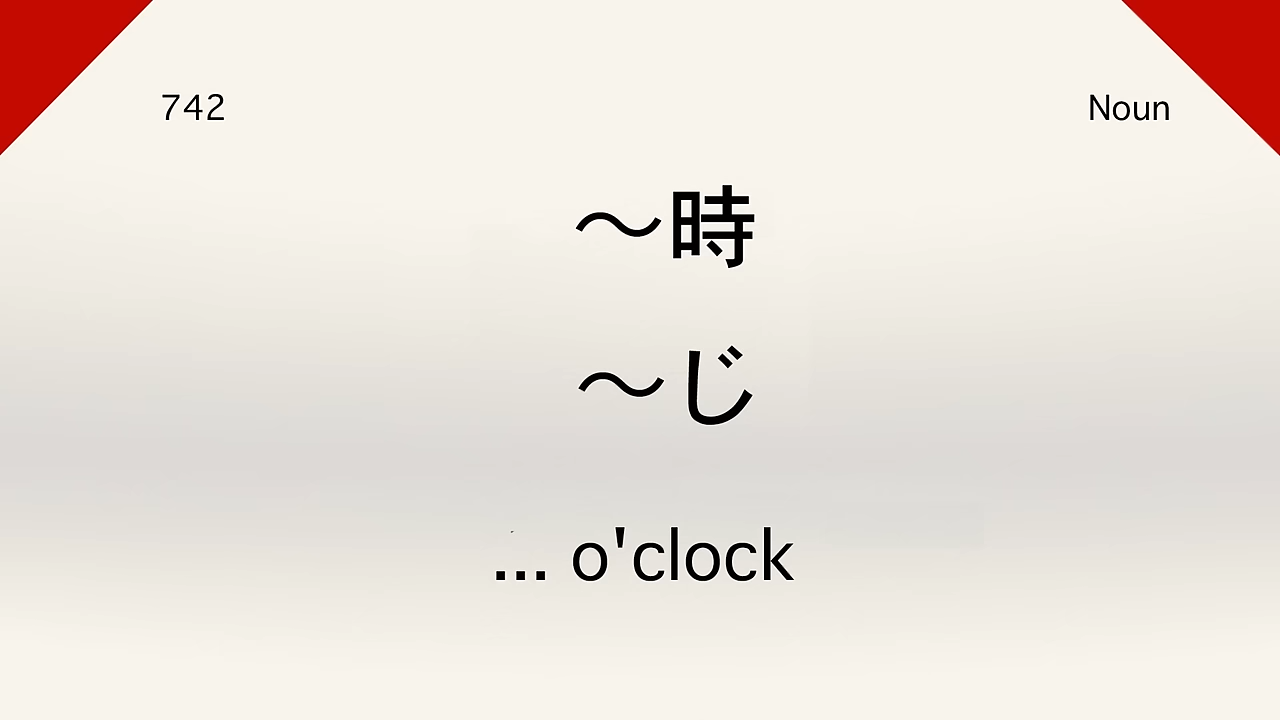 742
Noun
～時
～じ
... o'clock